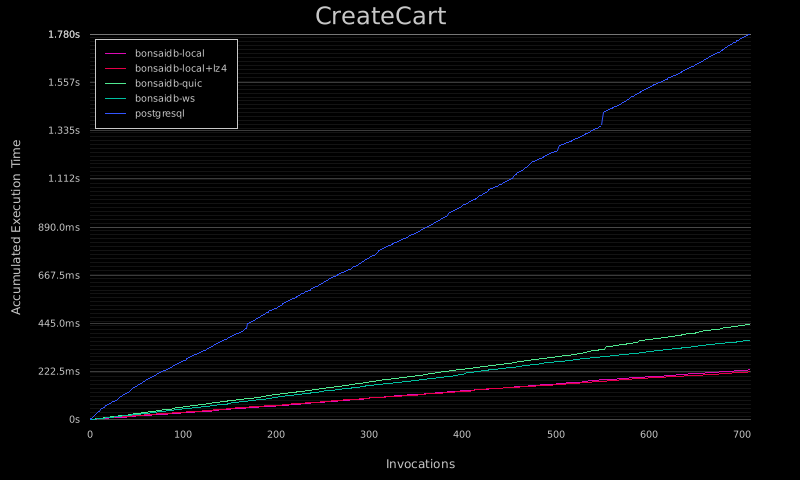 CreateCart
1.780s
1.557s
1.335s
1.112s
890.0ms
667.5ms
445.0ms
222.5ms
0s
Accumulated Execution Time
bonsaidb-local
bonsaidb-local+lz4
bonsaidb-quic
bonsaidb-ws
postgresql
0 100 200 300 400 500 600 700
Invocations